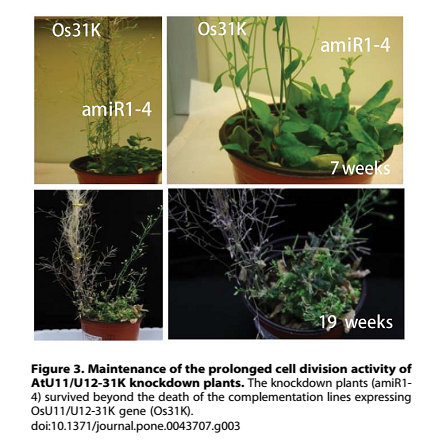 Os31K
Os31K
amiR1-4
amiR1-4
7 weeks
19 weeks
Figure 3. Maintenance of the prolonged cell division activity of
AtU11/U12-31K knockdown plants. The knockdown plants (amiR1-
4) survived beyond the death of the complementation lines expressing
OsU11/U12-31K gene (Os31K).
doi:10.1371/journal.pone.0043707.g003